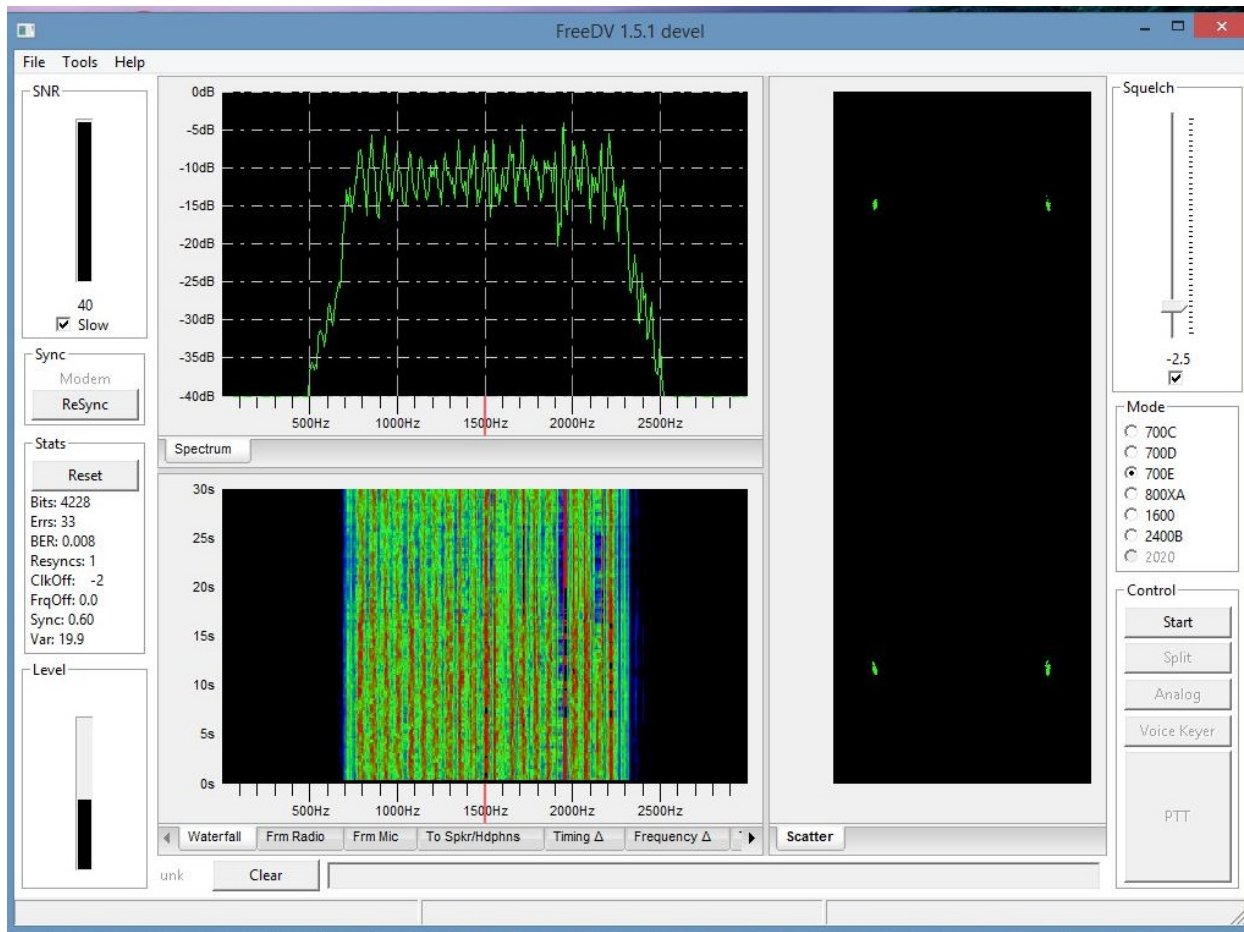 FreeDV 1.5.1 devel
File Tools Help
SNR
40
Slow
Sync
Modem
ReSync
Stats
Reset
Bits: 4228
Errs: 33
BER: 0.008
Resyncs: 1
ClkOff: -2
FrqOff: 0.0
Sync: 0.60
Var: 19.9
Level
0dB
-5dB
-10dB
-15dB
-20dB
-25dB
-30dB
-35dB
-40dB
500Hz 1000Hz 1500Hz 2000Hz 2500Hz
Spectrum
30s
25s
20s
15s
10s
5s
0s
500Hz 1000Hz 1500Hz 2000Hz 2500Hz
Waterfall Frm Radio Frm Mic To Spkr/Hdphns Timing Δ Frequency Δ
Scatter
unk Clear
Squelch
-2.5
Mode
700C
700D
700E
800XA
1600
2400B
2020
Control
Start
Split
Analog
Voice Keyer
PTT